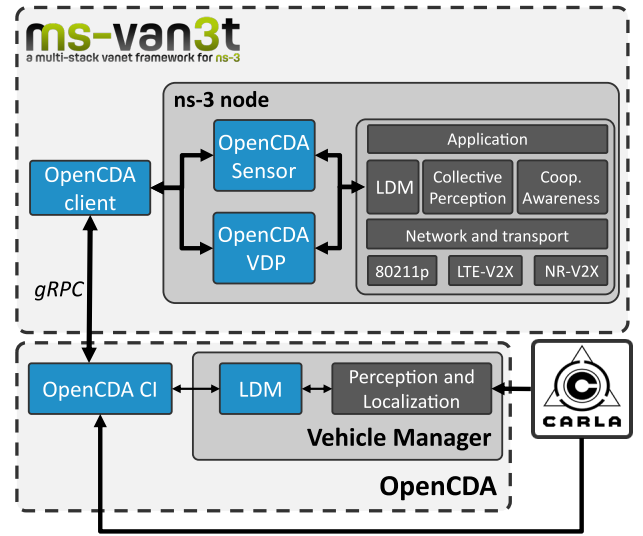 ms-van3t
a multi-stack vanet framework for ns-3
ns-3 node
OpenCDA
client
OpenCDA
Sensor
OpenCDA
VDP
Application
LDM
Collective
Perception
Coop.
Awareness
Network and transport
80211p
LTE-V2X
NR-V2X
gRPC
OpenCDA CI
LDM
Perception and
Localization
Vehicle Manager
OpenCDA
CARLA